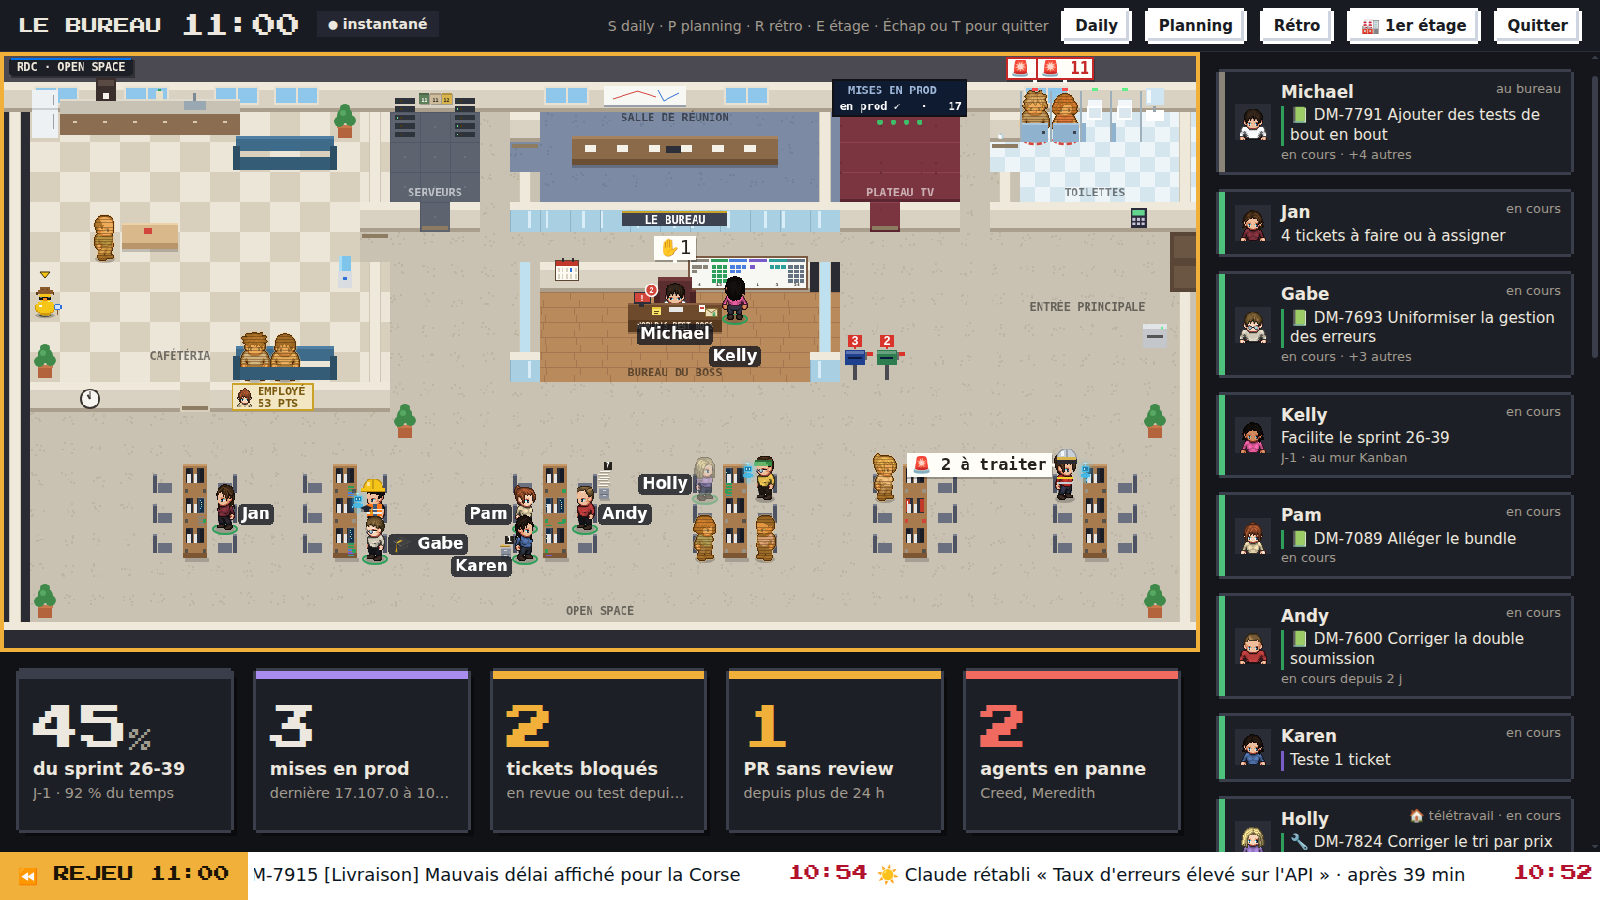 LE BUREAU 11:00 ● instantané
S daily · P planning · R rétro · E étage · Échap ou T pour quitter
Daily
Planning
Rétro
1er étage
Quitter
RDC · OPEN SPACE
11
MISES EN PROD
en prod ✓ · 17
SALLE DE RÉUNION
SERVEURS
PLATEAU TV
TOILETTES
LE BUREAU
1
2
Michael
Kelly
BUREAU DU BOSS
ENTRÉE PRINCIPALE
3
2
CAFÉTÉRIA
EMPLOYÉ
53 PTS
2 à traiter
Holly
Jan
Pam
Andy
Gabe
Karen
OPEN SPACE
Michael
au bureau
DM-7791 Ajouter des tests de
bout en bout
en cours · +4 autres
Jan
en cours
4 tickets à faire ou à assigner
Gabe
en cours
DM-7693 Uniformiser la gestion
des erreurs
en cours · +3 autres
Kelly
en cours
Facilite le sprint 26-39
J-1 · au mur Kanban
Pam
en cours
DM-7089 Alléger le bundle
en cours
Andy
en cours
DM-7600 Corriger la double
soumission
en cours depuis 2 j
Karen
en cours
Teste 1 ticket
Holly
télétravail · en cours
DM-7824 Corriger le tri par prix
45%
du sprint 26-39
J-1 · 92 % du temps
3
mises en prod
dernière 17.107.0 à 10...
2
tickets bloqués
en revue ou test depui...
1
PR sans review
depuis plus de 24 h
2
agents en panne
Creed, Meredith
REJEU 11:00
M-7915 [Livraison] Mauvais délai affiché pour la Corse
10:54 Claude rétabli « Taux d'erreurs élevé sur l'API » · après 39 min
10:52